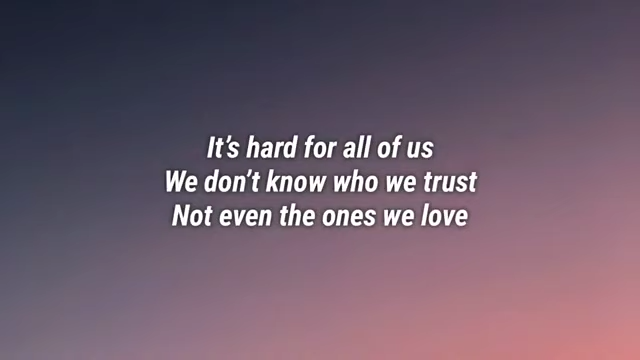 It's hard for all of us
We don't know who we trust
Not even the ones we love